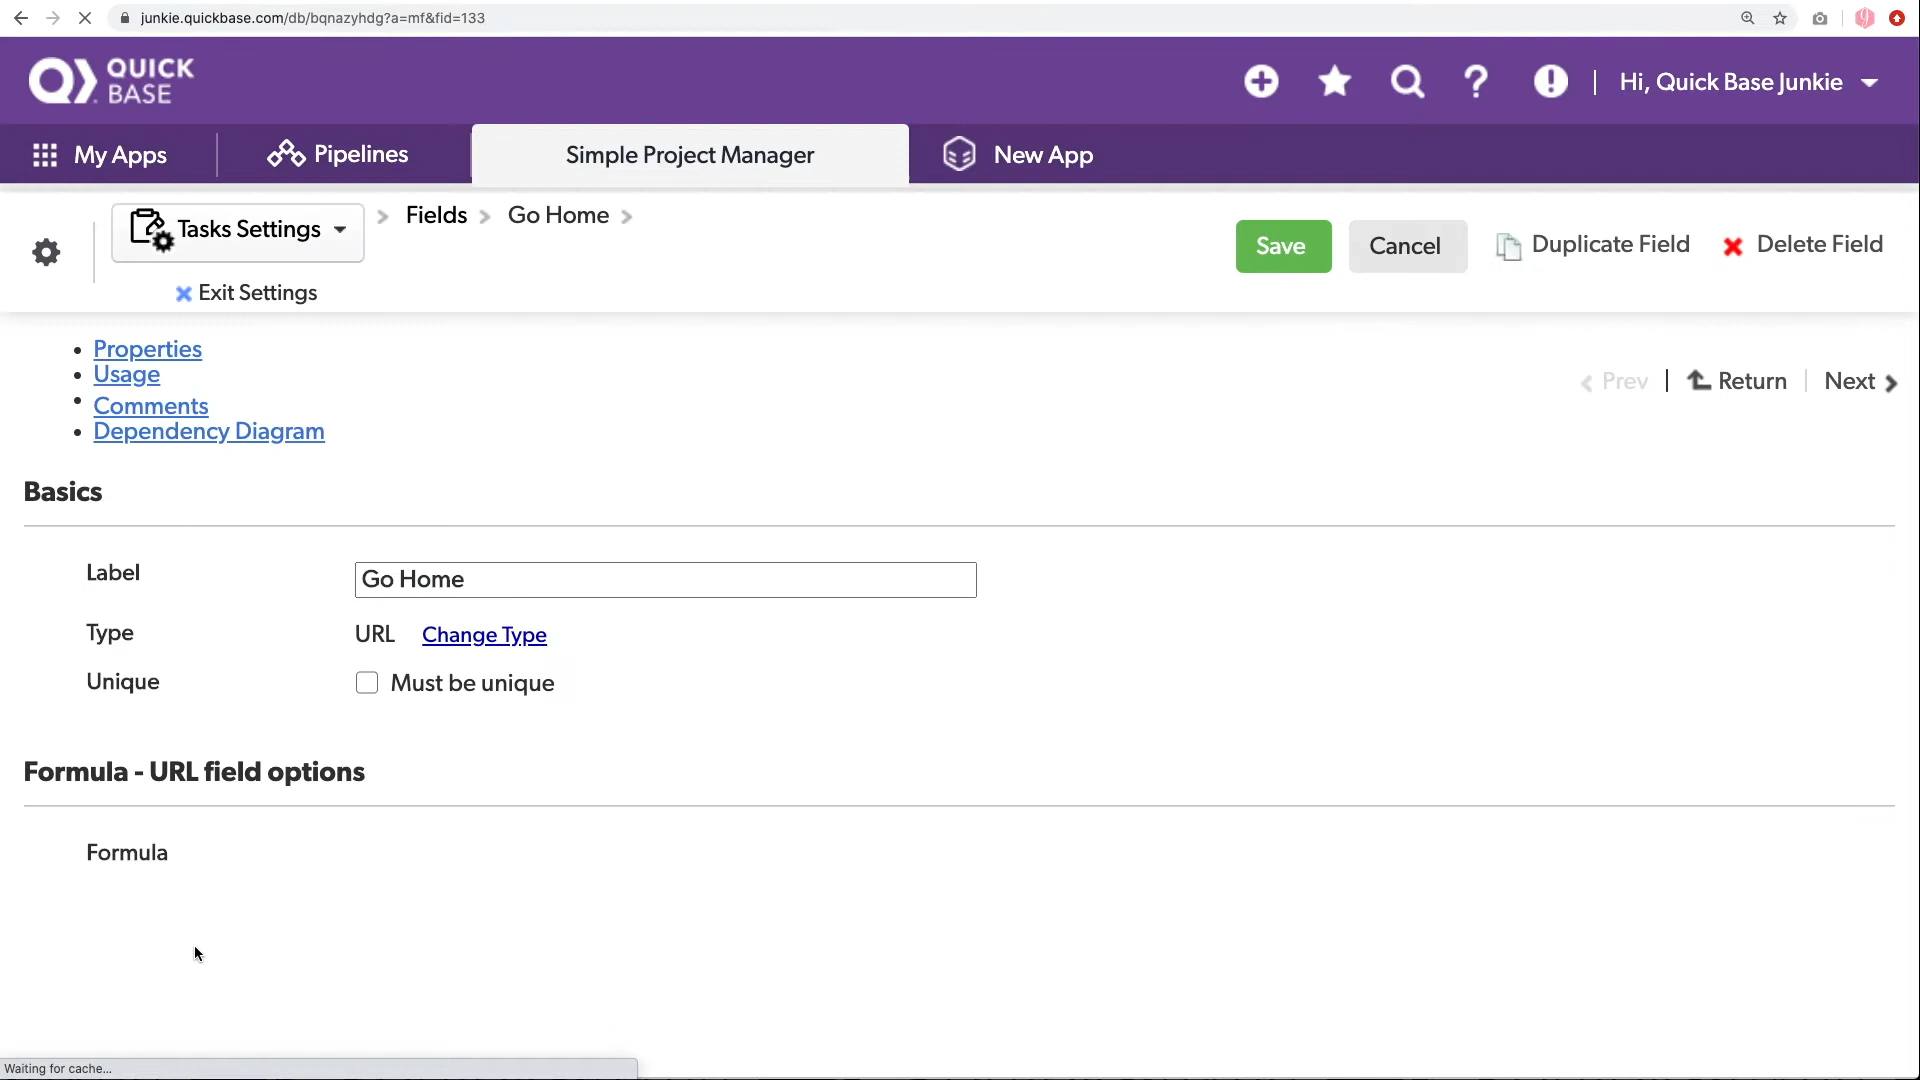 junkie.quickbase.com/db/bqnazyhdg?a=mf&fid=133
QUICK
BASE
Hi, Quick Base Junkie
My Apps
Pipelines
Simple Project Manager
New App
Tasks Settings
Fields
Go Home
Save
Cancel
Duplicate Field
Delete Field
Exit Settings
Properties
Usage
Comments
Dependency Diagram
Prev
Return
Next
Basics
Label
Go Home
Type
URL
Change Type
Unique
Must be unique
Formula - URL field options
Formula
Waiting for cache...